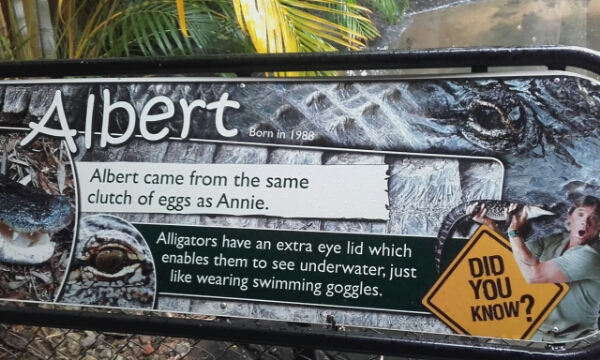 Albert
Born in 1988
Albert came from the same
clutch of eggs as Annie.
Alligators have an extra eye lid which
enables them to see underwater, just
like wearing swimming goggles.
DID
YOU
KNOW?